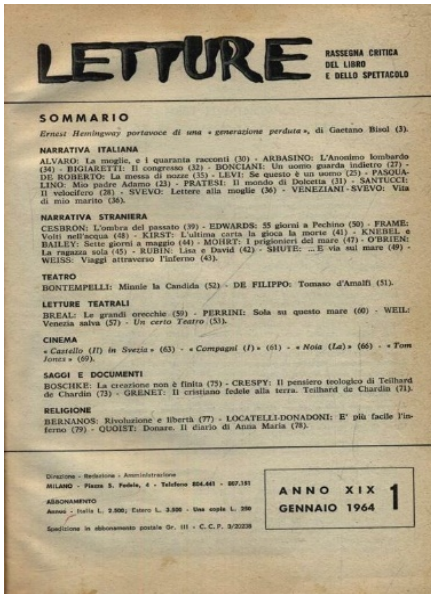 LETTURE
RASSEGNA CRITICA
DEL LIBRO
E DELLO SPETTACOLO
SOMMARIO
Ernest Hemingway portavoce di una « generazione perduta », di Gaetano Bisol (3).
NARRATIVA ITALIANA
ALVARO: La moglie, e i quaranta racconti (30) - ARBASINO: L'Anonimo lombardo
(34) - BIGIARETTI: Il congresso (32) - BONCIANI: Un uomo guarda indietro (27) -
DE ROBERTO: La messa di nozze (35) - LEVI: Se questo è un uomo (25) - PASQUA-
LINO: Mio padre Adamo (23) - PRATESI: Il mondo di Dolcetta (31) - SANTUCCI:
Il velocifero (28) - SVEVO: Lettere alla moglie (36) - VENEZIANI-SVEVO: Vita
di mio marito (36).
NARRATIVA STRANIERA
CESBRON: L'ombra del passato (39) - EDWARDS: 55 giorni a Pechino (50) - FRAME:
Volti nell'acqua (48) - KIRST: L'ultima carta la gioca la morte (41) - KNEBEL e
BAILEY: Sette giorni a maggio (44) - MOHRT: I prigionieri del mare (47) - O'BRIEN:
La ragazza sola (45) - RUBIN: Lisa e David (42) - SHUTE: ... E via sul mare (49) -
WEISS: Viaggi attraverso l'inferno (43).
TEATRO
BONTEMPELLI: Minnie la Candida (52) - DE FILIPPO: Tomaso d'Amalfi (51).
LETTURE TEATRALI
BREAL: Le grandi orecchie (59) - PERRINI: Sola su questo mare (60) - WEIL:
Venezia salva (57) - Un certo Teatro (53).
CINEMA
« Castello (Il) in Svezia » (63) - « Compagni (I) » (61) - « Noia (La) » (66) - « Tom
Jones » (69).
SAGGI E DOCUMENTI
BOSCHKE: La creazione non è finita (75) - CRESPY: Il pensiero teologico di Teilhard
de Chardin (73) - GRENET: Il cristiano fedele alla terra. Teilhard de Chardin (71).
RELIGIONE
BERNANOS: Rivoluzione e libertà (77) - LOCATELLI-DONADONI: E' più facile l'in-
ferno (79) - QUOIST: Donare. Il diario di Anna Maria (78).
Direzione - Redazione - Amministrazione
MILANO - Piazza S. Fedele, 4 - Telefono 804.441 - 807.151
ABBONAMENTO
Annuo - Italia L. 2.500; Estero L. 3.500 - Una copia L. 250
Spedizione in abbonamento postale Gr. III - C.C.P. 3/20238
ANNO XIX
GENNAIO 1964
1